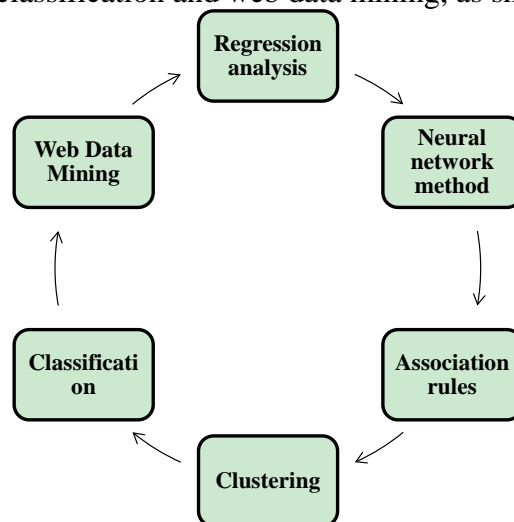 classification and web data mining, as sh
Regression
analysis
Neural
network
method
Association
rules
Clustering
Classificati
on
Web Data
Mining